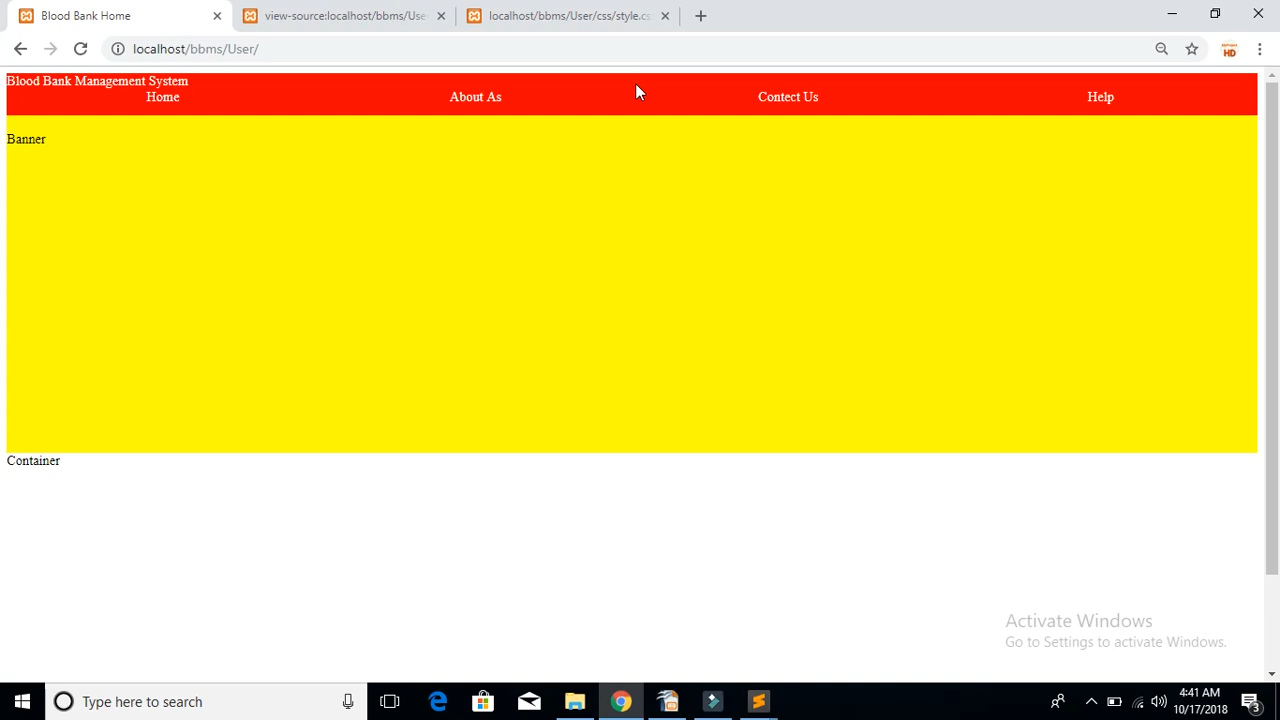 Blood Bank Management System
Home About As Contect Us Help
Banner
Container
Blood Bank Home
view-source:localhost/bbms/Use
localhost/bbms/User/css/style.cs
localhost/bbms/User/
HD
Activate Windows
Go to Settings to activate Windows.
Type here to search
4:41 AM
10/17/2018
3